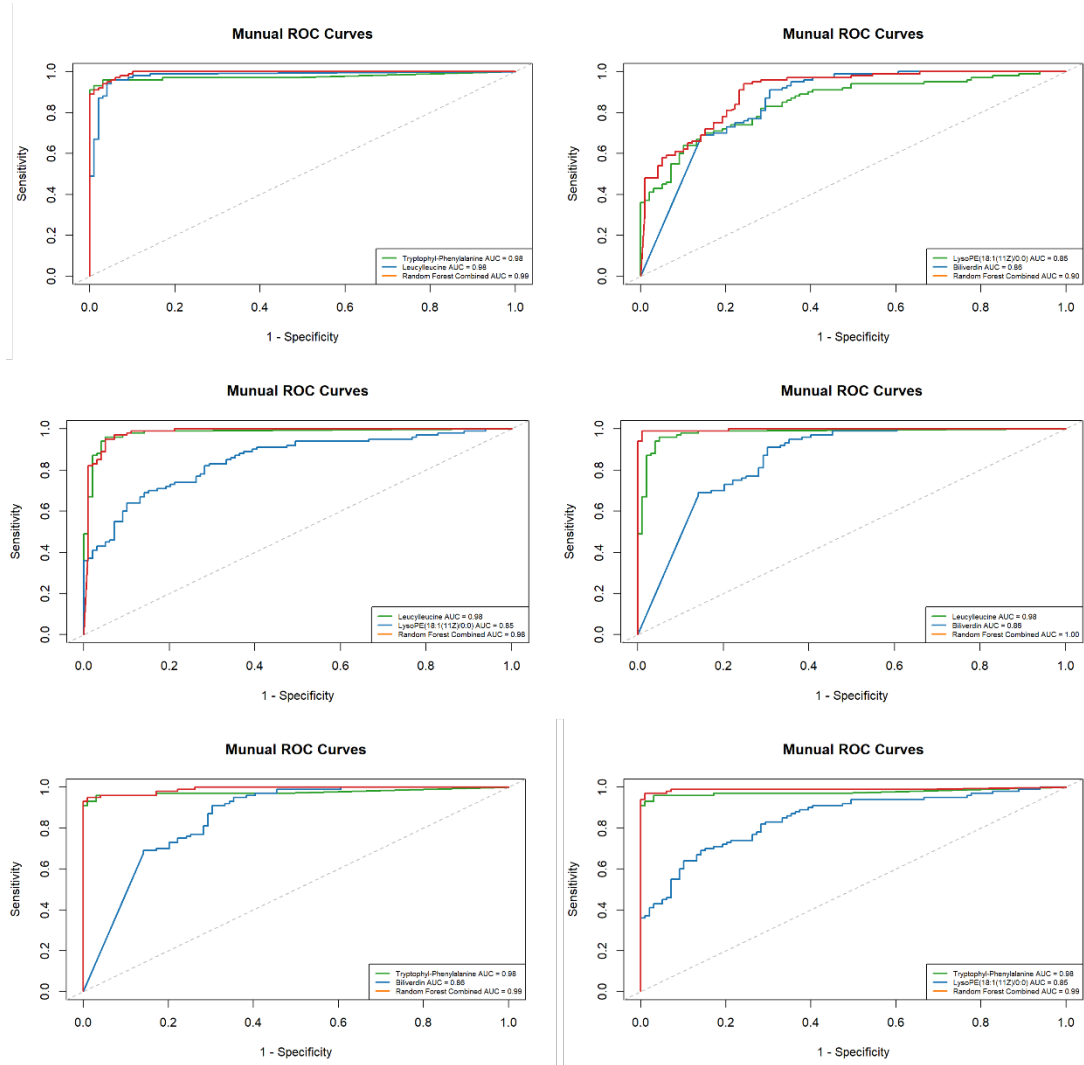 Munual ROC Curves
Sensitivity
0.0 0.2 0.4 0.6 0.8 1.0
Tryptophyl-Phenylalanine AUC = 0.98
Leucylleucine AUC = 0.98
Random Forest Combined AUC = 0.99
0.0 0.2 0.4 0.6 0.8 1.0
1 - Specificity
Munual ROC Curves
Sensitivity
0.0 0.2 0.4 0.6 0.8 1.0
LysoPE(18:1(11Z)/0:0) AUC = 0.85
Biliverdin AUC = 0.86
Random Forest Combined AUC = 0.90
0.0 0.2 0.4 0.6 0.8 1.0
1 - Specificity
Munual ROC Curves
Sensitivity
0.0 0.2 0.4 0.6 0.8 1.0
Leucylleucine AUC = 0.98
LysoPE(18:1(11Z)/0:0) AUC = 0.85
Random Forest Combined AUC = 0.98
0.0 0.2 0.4 0.6 0.8 1.0
1 - Specificity
Munual ROC Curves
Sensitivity
0.0 0.2 0.4 0.6 0.8 1.0
Leucylleucine AUC = 0.98
Biliverdin AUC = 0.86
Random Forest Combined AUC = 1.00
0.0 0.2 0.4 0.6 0.8 1.0
1 - Specificity
Munual ROC Curves
Sensitivity
0.0 0.2 0.4 0.6 0.8 1.0
Tryptophyl-Phenylalanine AUC = 0.98
Biliverdin AUC = 0.86
Random Forest Combined AUC = 0.99
0.0 0.2 0.4 0.6 0.8 1.0
1 - Specificity
Munual ROC Curves
Sensitivity
0.0 0.2 0.4 0.6 0.8 1.0
Tryptophyl-Phenylalanine AUC = 0.98
LysoPE(18:1(11Z)/0:0) AUC = 0.85
Random Forest Combined AUC = 0.99
0.0 0.2 0.4 0.6 0.8 1.0
1 - Specificity